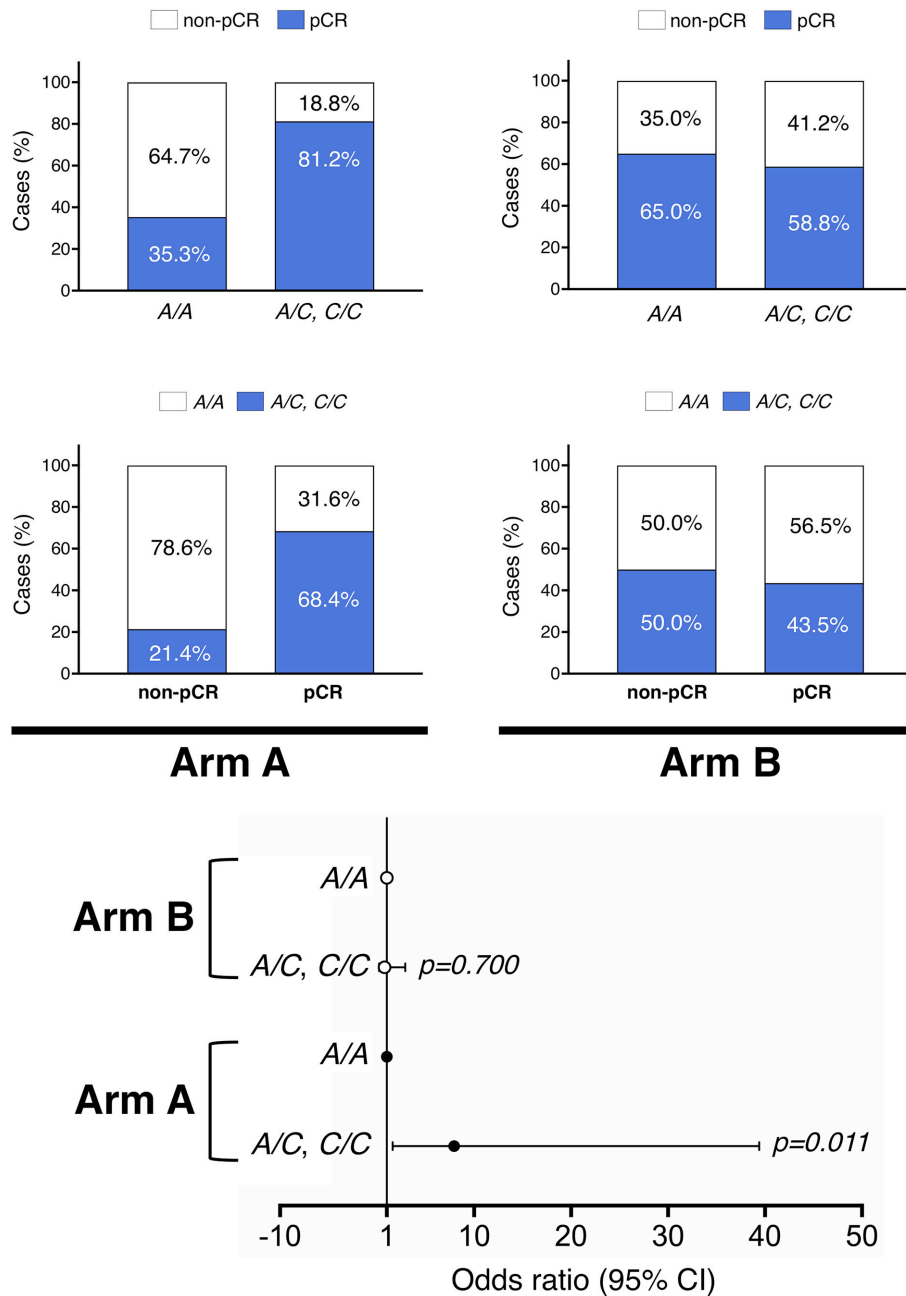 non-pCR pCR
Cases (%)
100
80
60
40
20
0
64.7%
35.3%
18.8%
81.2%
A/A A/C, C/C
non-pCR pCR
Cases (%)
100
80
60
40
20
0
35.0%
65.0%
41.2%
58.8%
A/A A/C, C/C
A/A A/C, C/C
Cases (%)
100
80
60
40
20
0
78.6%
21.4%
31.6%
68.4%
non-pCR pCR
Arm A
A/A A/C, C/C
Cases (%)
100
80
60
40
20
0
50.0%
50.0%
56.5%
43.5%
non-pCR pCR
Arm B
Arm B
A/A
A/C, C/C p=0.700
Arm A
A/A
A/C, C/C p=0.011
-10 1 10 20 30 40 50
Odds ratio (95% CI)